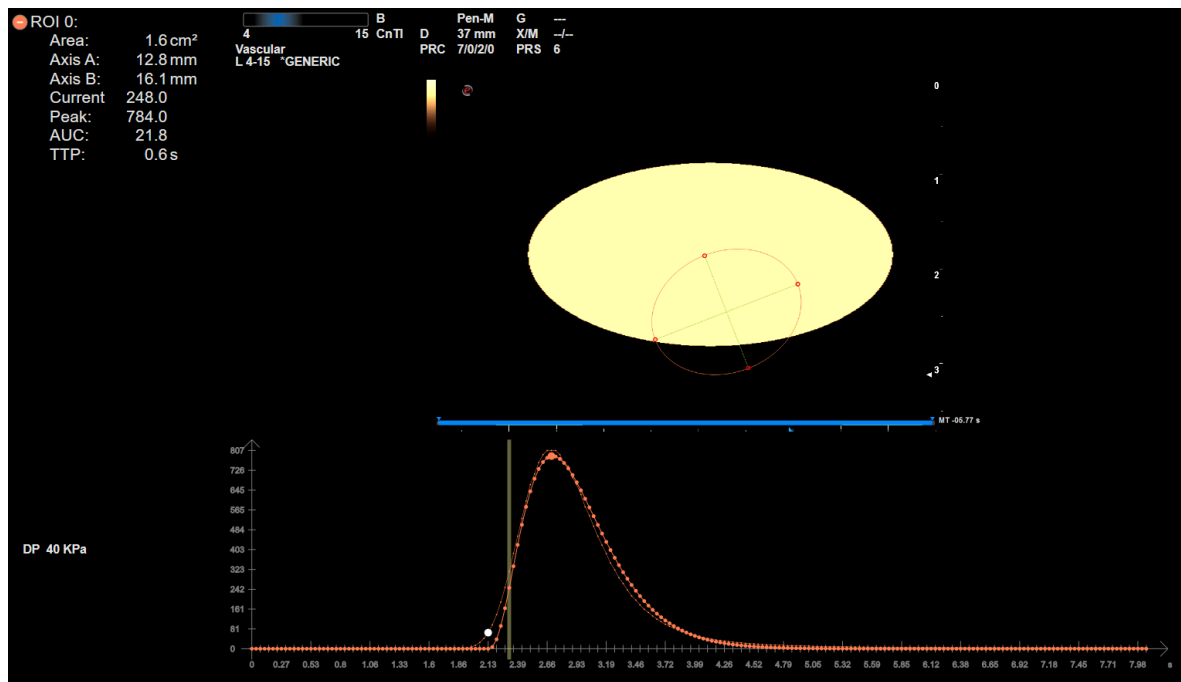 ROI 0:
Area: 1.6 cm²
Axis A: 12.8 mm
Axis B: 16.1 mm
Current 248.0
Peak: 784.0
AUC: 21.8
TTP: 0.6 s
4 15
Vascular
L 4-15 *GENERIC
B Pen-M G ---
CnTI D 37 mm X/M --/--
PRC 7/0/2/0 PRS 6
0
1
2
3
MT -05.77 s
807
726
645
565
484
403
323
242
161
81
0
DP 40 KPa
0 0.27 0.53 0.8 1.06 1.33 1.6 1.86 2.13 2.39 2.66 2.93 3.19 3.46 3.72 3.99 4.26 4.52 4.79 5.05 5.32 5.59 5.85 6.12 6.38 6.65 6.92 7.18 7.45 7.71 7.98 s